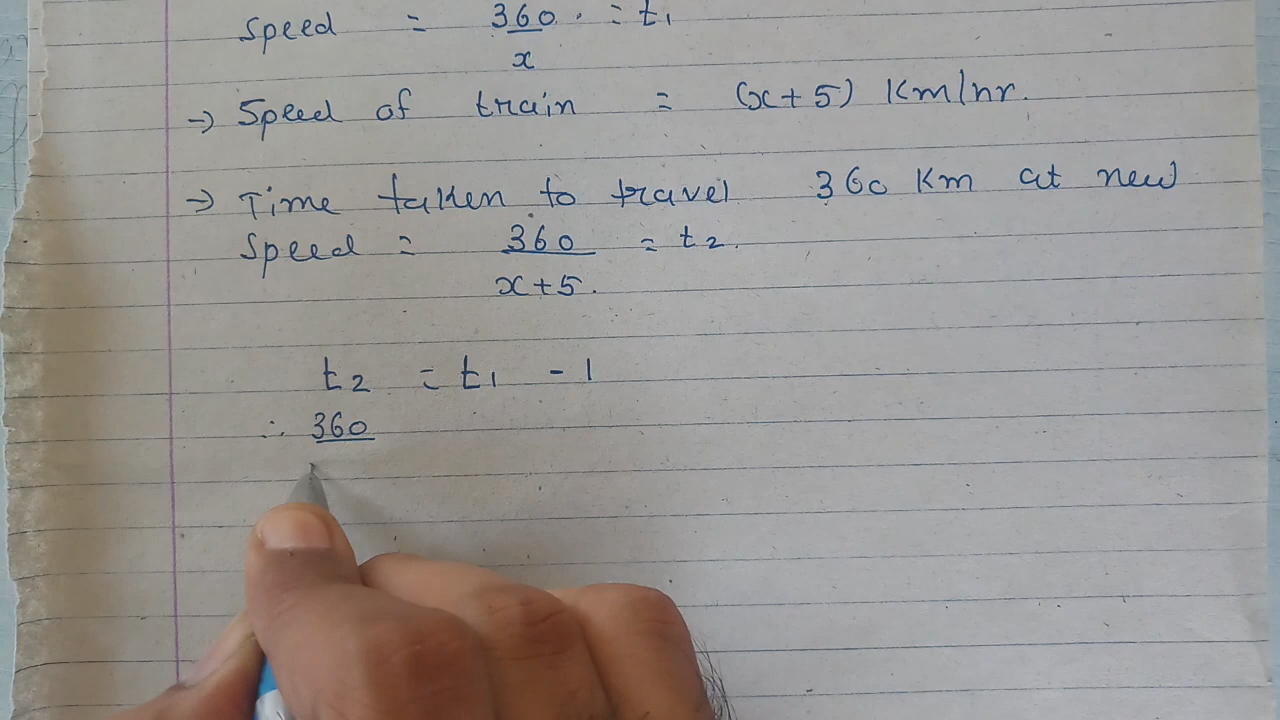 Speed = 360 = t1
x
→ Speed of train = (x+5) Km/hr.
→ Time taken to travel 360 Km at new
Speed = 360 = t2.
x+5.
t2 = t1 - 1
∴ 360